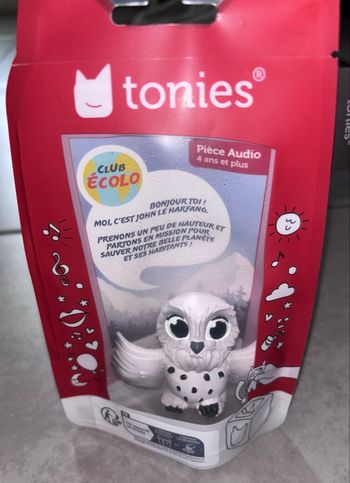 tonies®
Pièce Audio
4 ans et plus
CLUB
ÉCOLO
BONJOUR TOI !
MOI, C'EST JOHN LE HARFANG.
PRENONS UN PEU DE HAUTEUR ET
PARTONS EN MISSION POUR
SAUVER NOTRE BELLE PLANÈTE
ET SES HABITANTS !
tonies